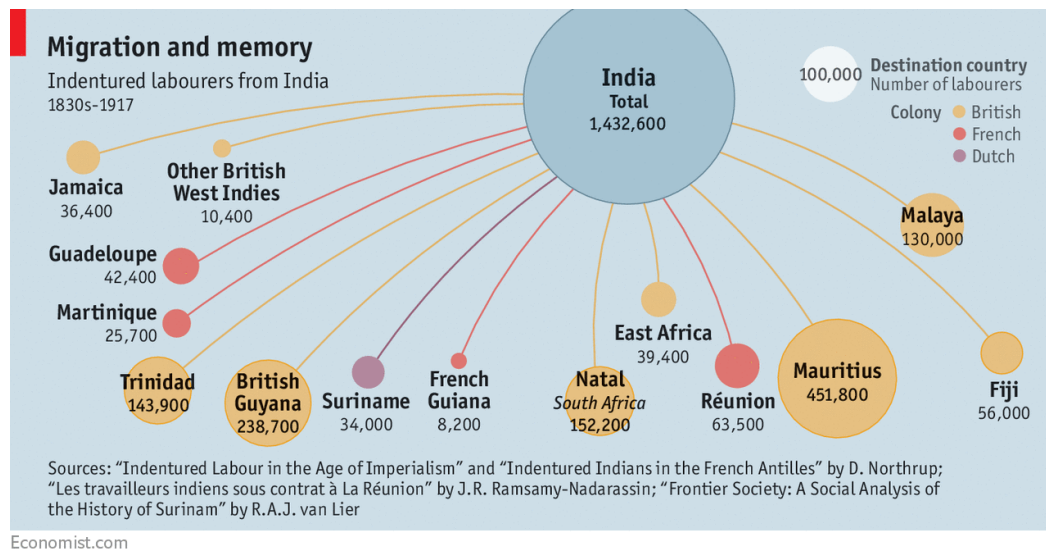 Migration and memory
Indentured labourers from India
1830s-1917
India
Total
1,432,600
100,000
Destination country
Number of labourers
Colony
British
French
Dutch
Jamaica
36,400
Other British
West Indies
10,400
Guadeloupe
42,400
Martinique
25,700
Trinidad
143,900
British
Guyana
238,700
Suriname
34,000
French
Guiana
8,200
Natal
South Africa
152,200
East Africa
39,400
Réunion
63,500
Mauritius
451,800
Malaya
130,000
Fiji
56,000
Sources: “Indentured Labour in the Age of Imperialism” and “Indentured Indians in the French Antilles” by D. Northrup;
“Les travailleurs indiens sous contrat à La Réunion” by J.R. Ramsamy-Nadarassin; “Frontier Society: A Social Analysis of
the History of Surinam” by R.A.J. van Lier
Economist.com